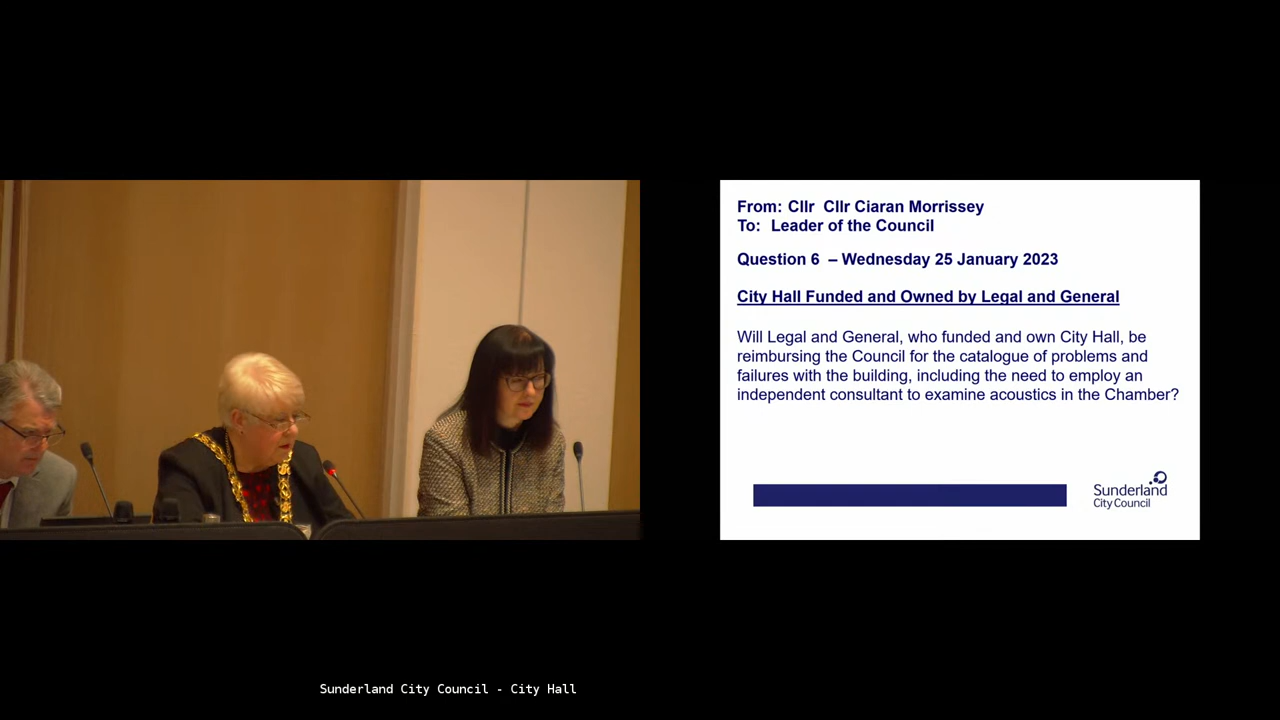 From: Cllr  Cllr Ciaran Morrissey
To:  Leader of the Council
Question 6  – Wednesday 25 January 2023
City Hall Funded and Owned by Legal and General
Will Legal and General, who funded and own City Hall, be
reimbursing the Council for the catalogue of problems and
failures with the building, including the need to employ an
independent consultant to examine acoustics in the Chamber?
Sunderland
City Council
Sunderland City Council - City Hall